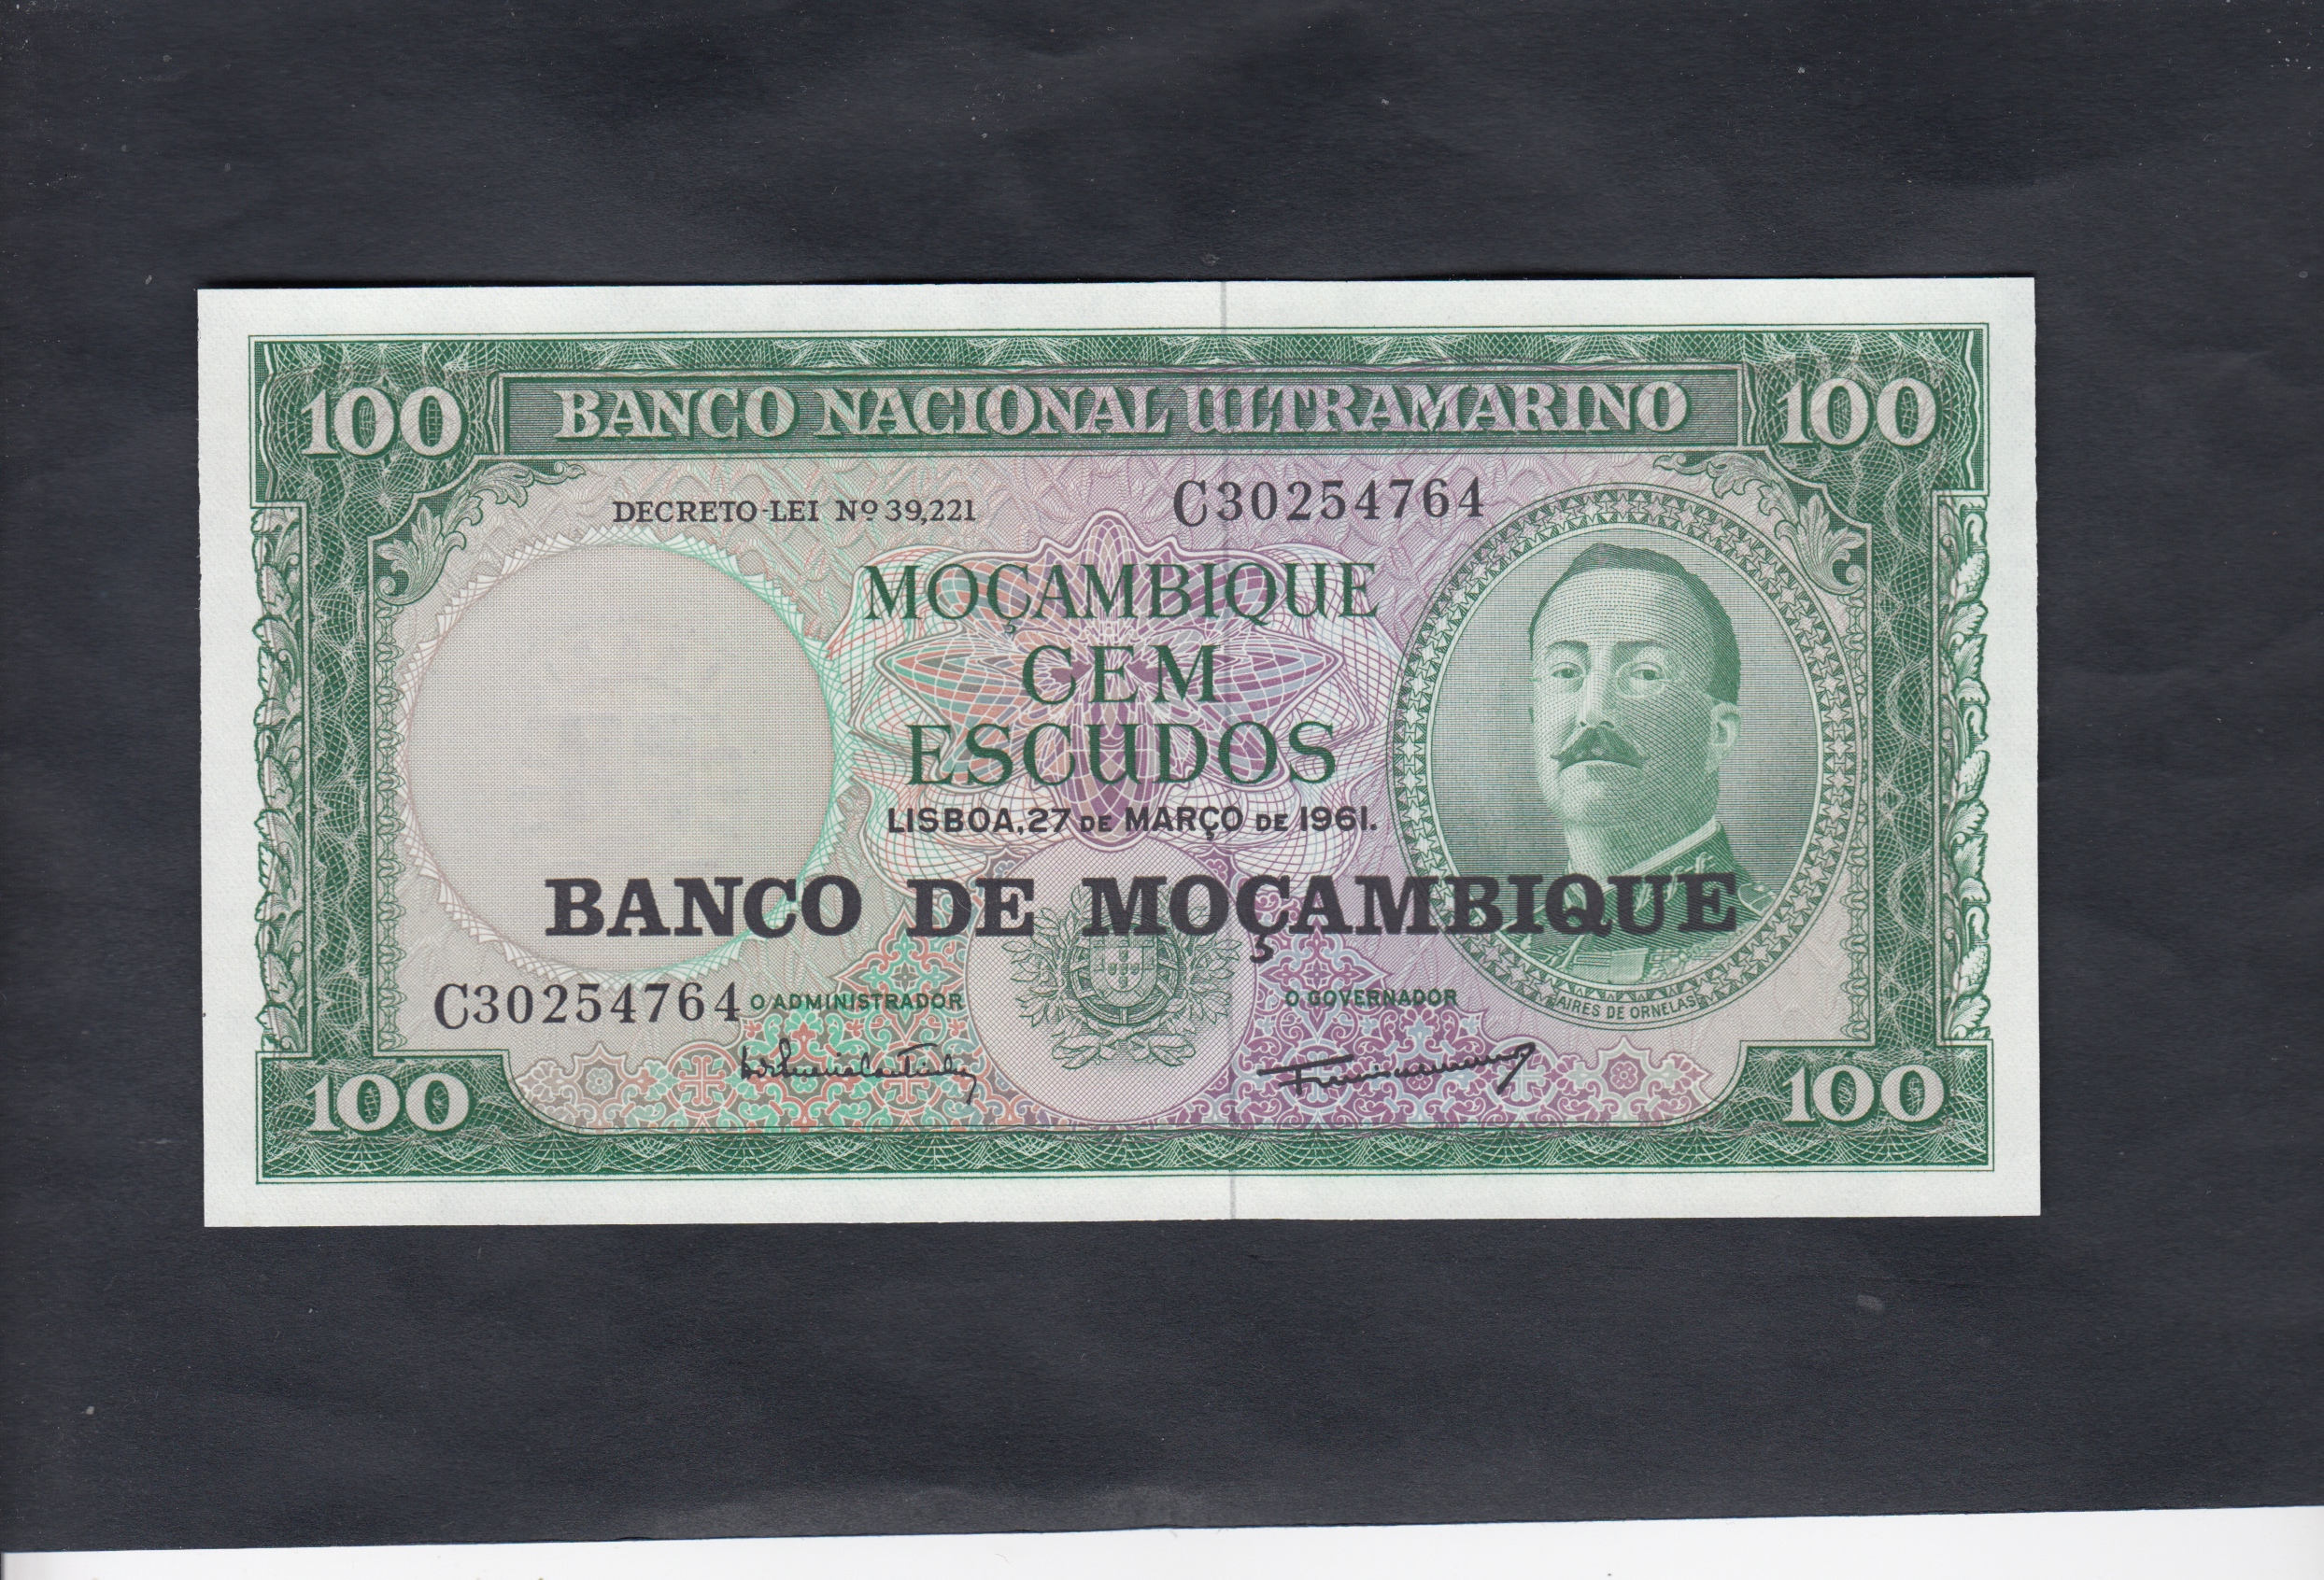 100 BANCO NACIONAL ULTRAMARINO 100
DECRETO-LEI Nº 39,221
C30254764
MOÇAMBIQUE
CEM
ESCUDOS
LISBOA, 27 DE MARÇO DE 1961.
BANCO DE MOÇAMBIQUE
C30254764
O ADMINISTRADOR
O GOVERNADOR
AIRES DE ORNELAS
100
100